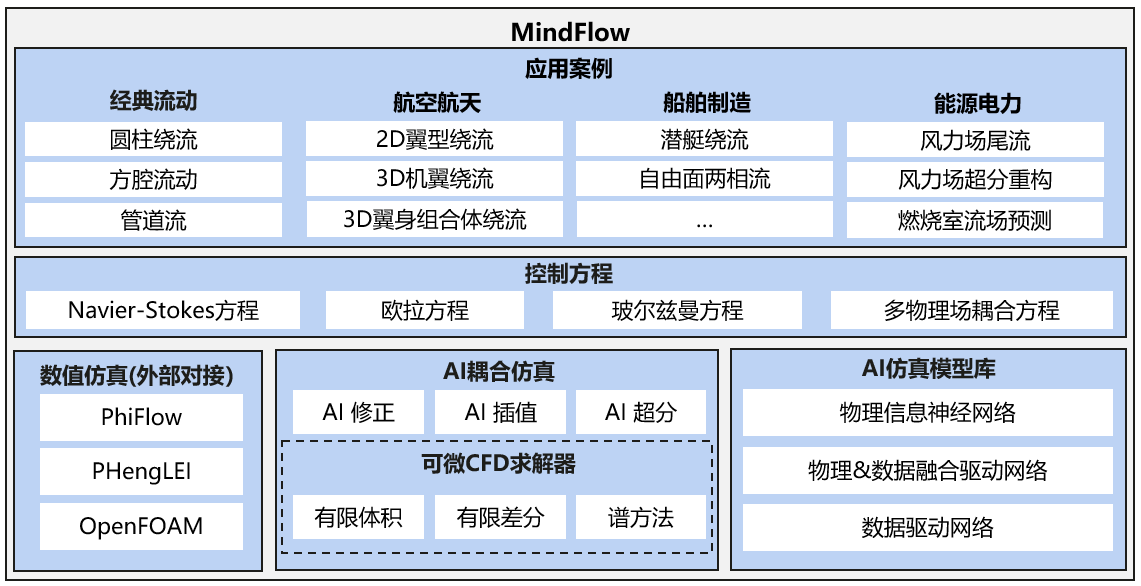 MindFlow
应用案例
经典流动
圆柱绕流
方腔流动
管道流
航空航天
2D翼型绕流
3D机翼绕流
3D翼身组合体绕流
船舶制造
潜艇绕流
自由面两相流
...
能源电力
风力场尾流
风力场超分重构
燃烧室流场预测
控制方程
Navier-Stokes方程
欧拉方程
玻尔兹曼方程
多物理场耦合方程
数值仿真(外部对接)
PhiFlow
PHengLEI
OpenFOAM
AI耦合仿真
AI 修正
AI 插值
AI 超分
可微CFD求解器
有限体积
有限差分
谱方法
AI仿真模型库
物理信息神经网络
物理&数据融合驱动网络
数据驱动网络